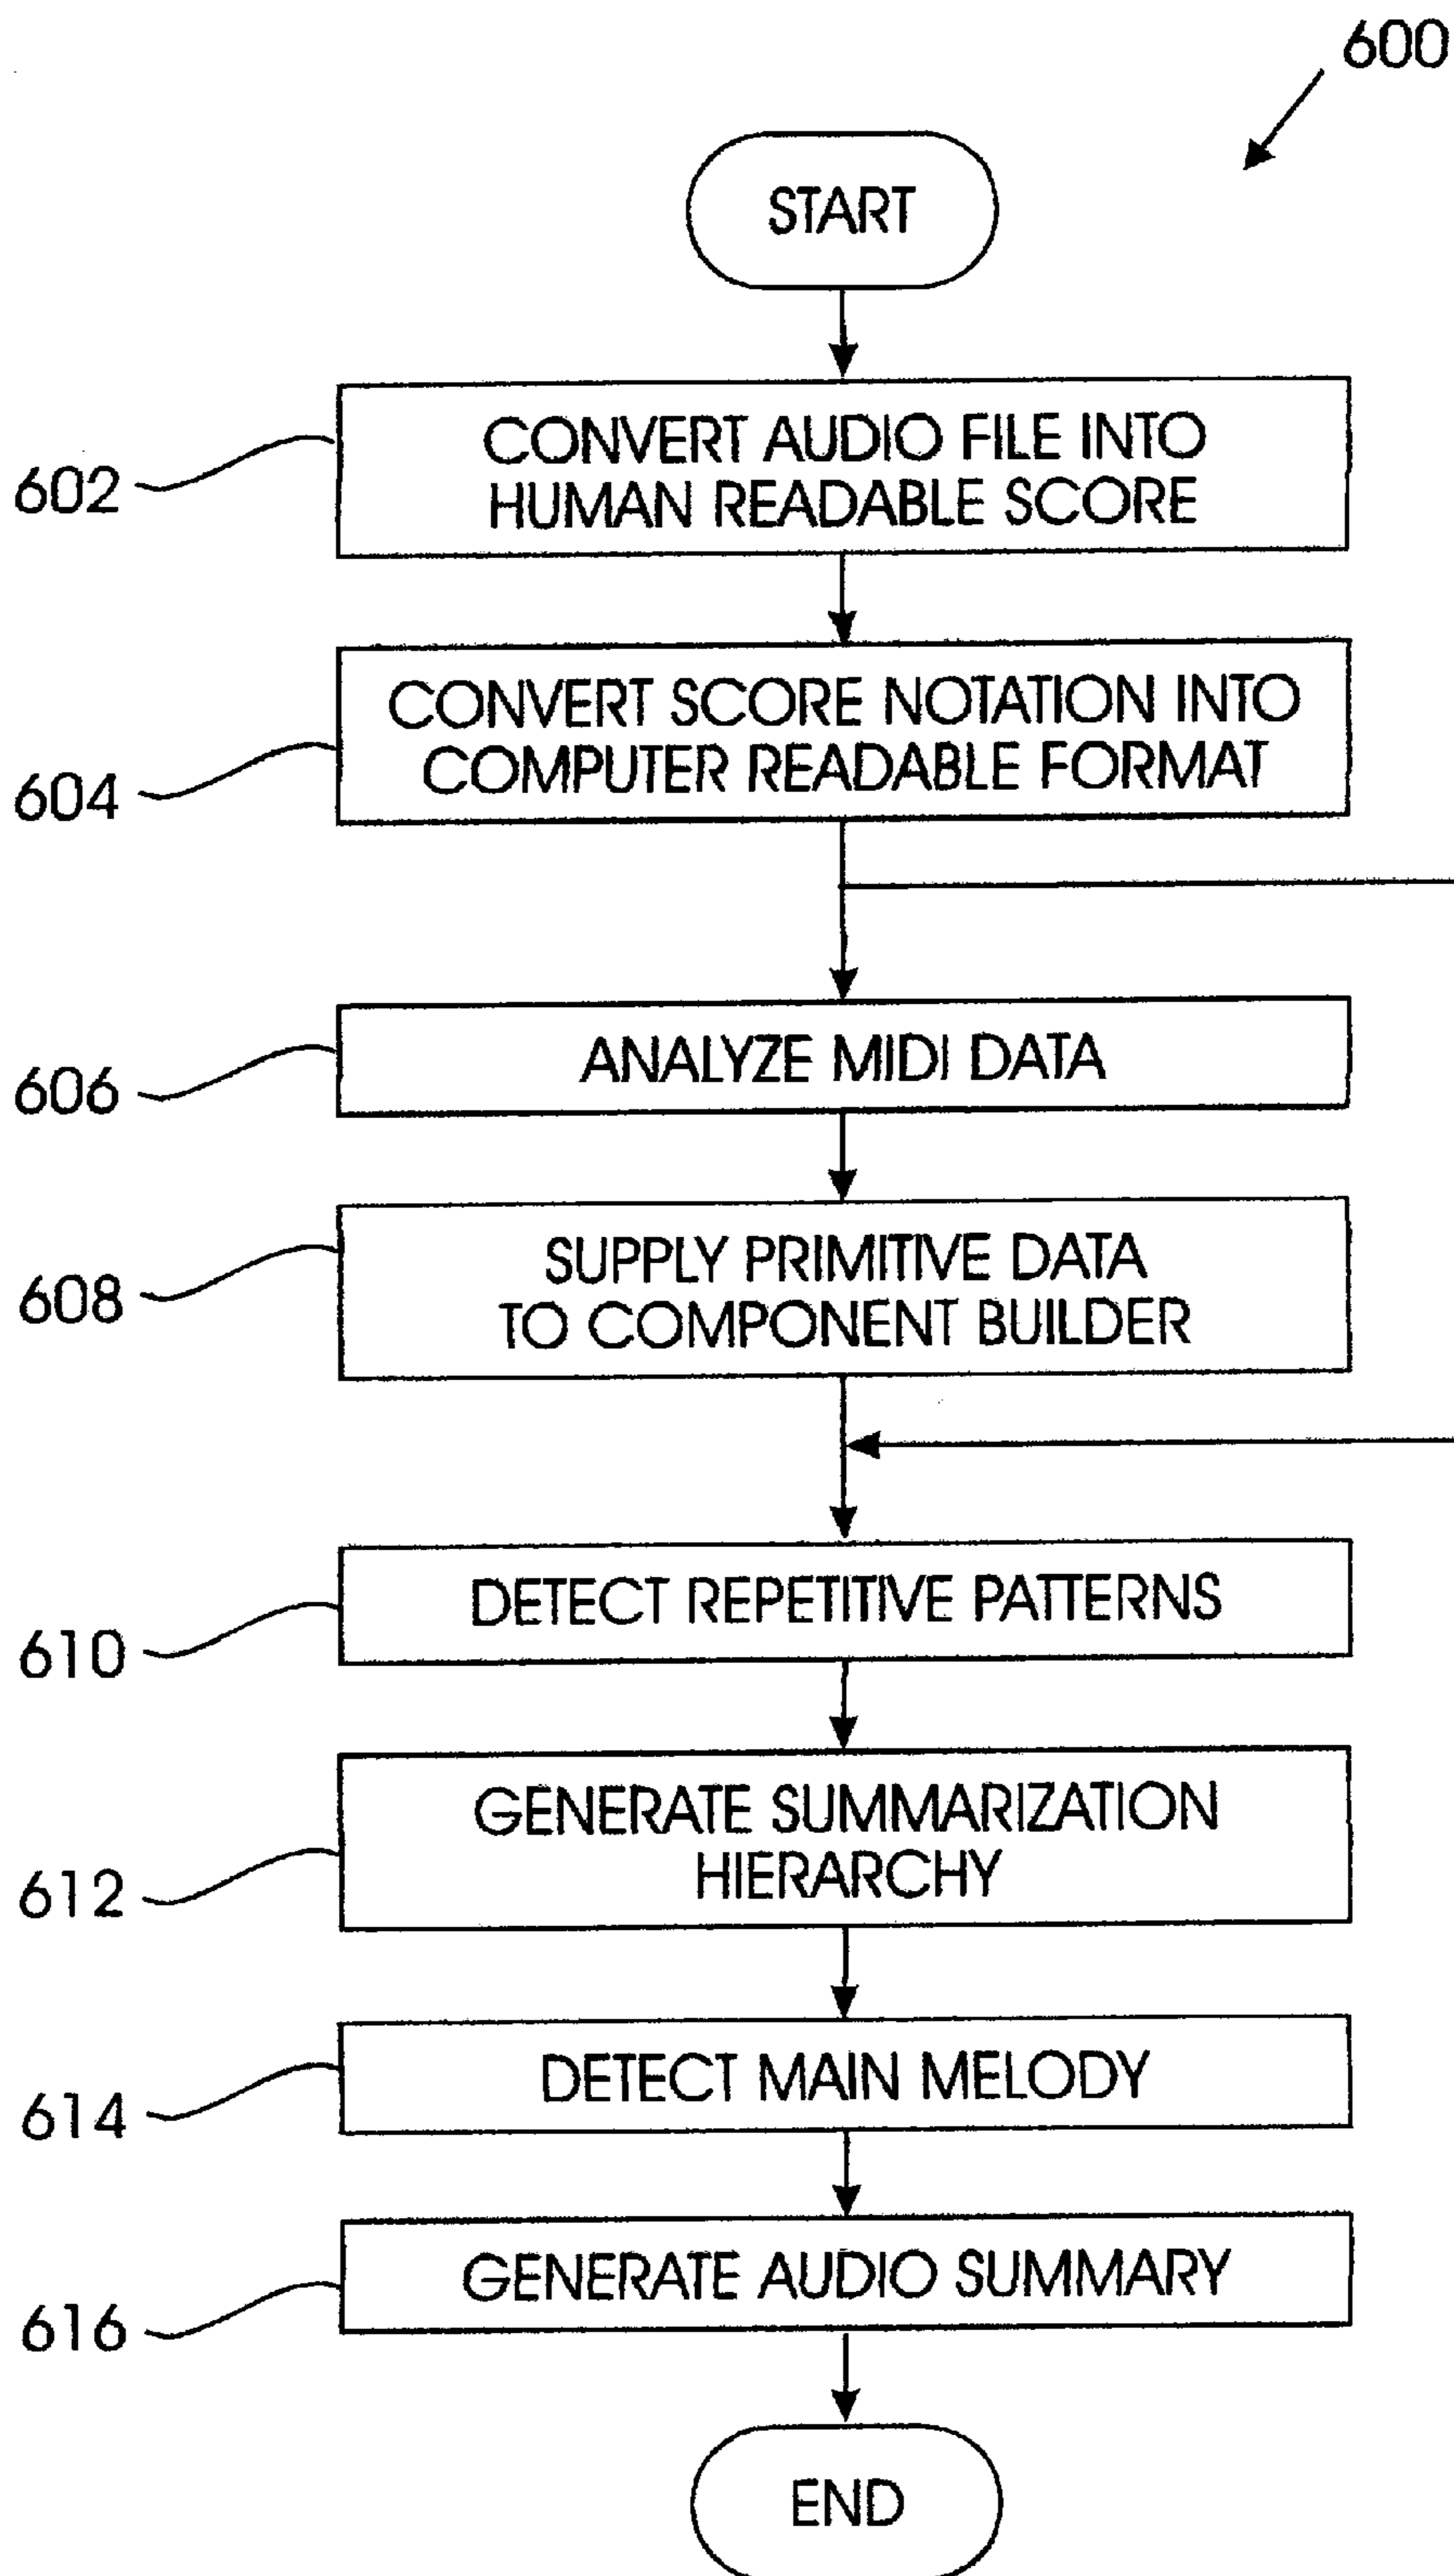 600
START
602
CONVERT AUDIO FILE INTO
HUMAN READABLE SCORE
604
CONVERT SCORE NOTATION INTO
COMPUTER READABLE FORMAT
606
ANALYZE MIDI DATA
608
SUPPLY PRIMITIVE DATA
TO COMPONENT BUILDER
610
DETECT REPETITIVE PATTERNS
612
GENERATE SUMMARIZATION
HIERARCHY
614
DETECT MAIN MELODY
616
GENERATE AUDIO SUMMARY
END